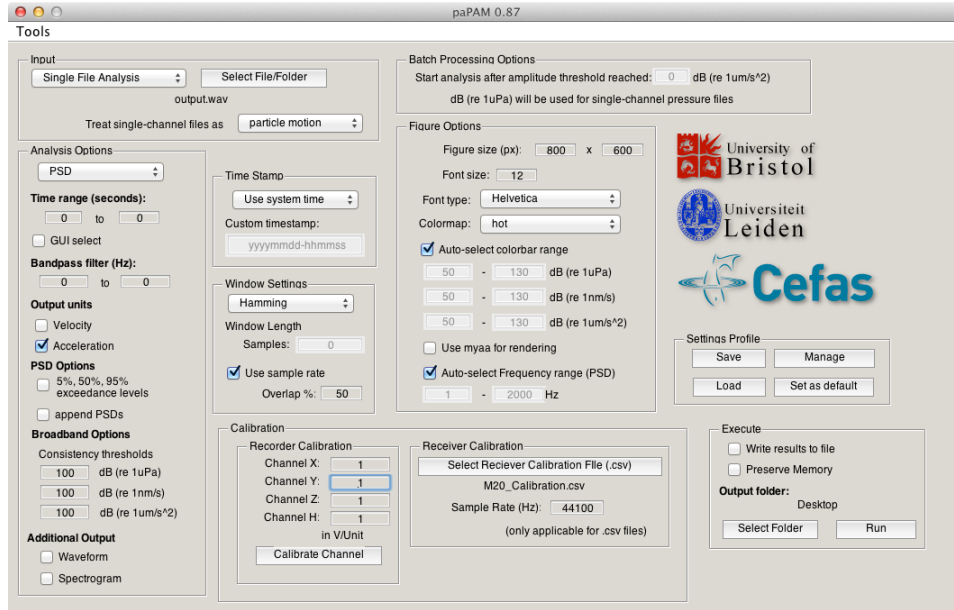 paPAM 0.87
Tools
Input
Single File Analysis
Select File/Folder
output.wav
Treat single-channel files as particle motion
Batch Processing Options
Start analysis after amplitude threshold reached: 0 dB (re 1um/s^2)
dB (re 1uPa) will be used for single-channel pressure files
Analysis Options
PSD
Time range (seconds):
0 to 0
GUI select
Bandpass filter (Hz):
0 to 0
Output units
Velocity
Acceleration
PSD Options
5%, 50%, 95%
exceedance levels
append PSDs
Broadband Options
Consistency thresholds
100 dB (re 1uPa)
100 dB (re 1nm/s)
100 dB (re 1um/s^2)
Additional Output
Waveform
Spectrogram
Time Stamp
Use system time
Custom timestamp:
yyyymmdd-hhmmss
Window Settings
Hamming
Window Length
Samples: 0
Use sample rate
Overlap %: 50
Figure Options
Figure size (px): 800 x 600
Font size: 12
Font type: Helvetica
Colormap: hot
Auto-select colorbar range
50 - 130 dB (re 1uPa)
50 - 130 dB (re 1nm/s)
50 - 130 dB (re 1um/s^2)
Use myaa for rendering
Auto-select Frequency range (PSD)
1 - 2000 Hz
University of
Bristol
Universiteit
Leiden
Cefas
Settings Profile
Save
Manage
Load
Set as default
Calibration
Recorder Calibration
Channel X: 1
Channel Y: 1
Channel Z: 1
Channel H: 1
in V/Unit
Calibrate Channel
Receiver Calibration
Select Reciever Calibration FIle (.csv)
M20_Calibration.csv
Sample Rate (Hz): 44100
(only applicable for .csv files)
Execute
Write results to file
Preserve Memory
Output folder:
Desktop
Select Folder
Run